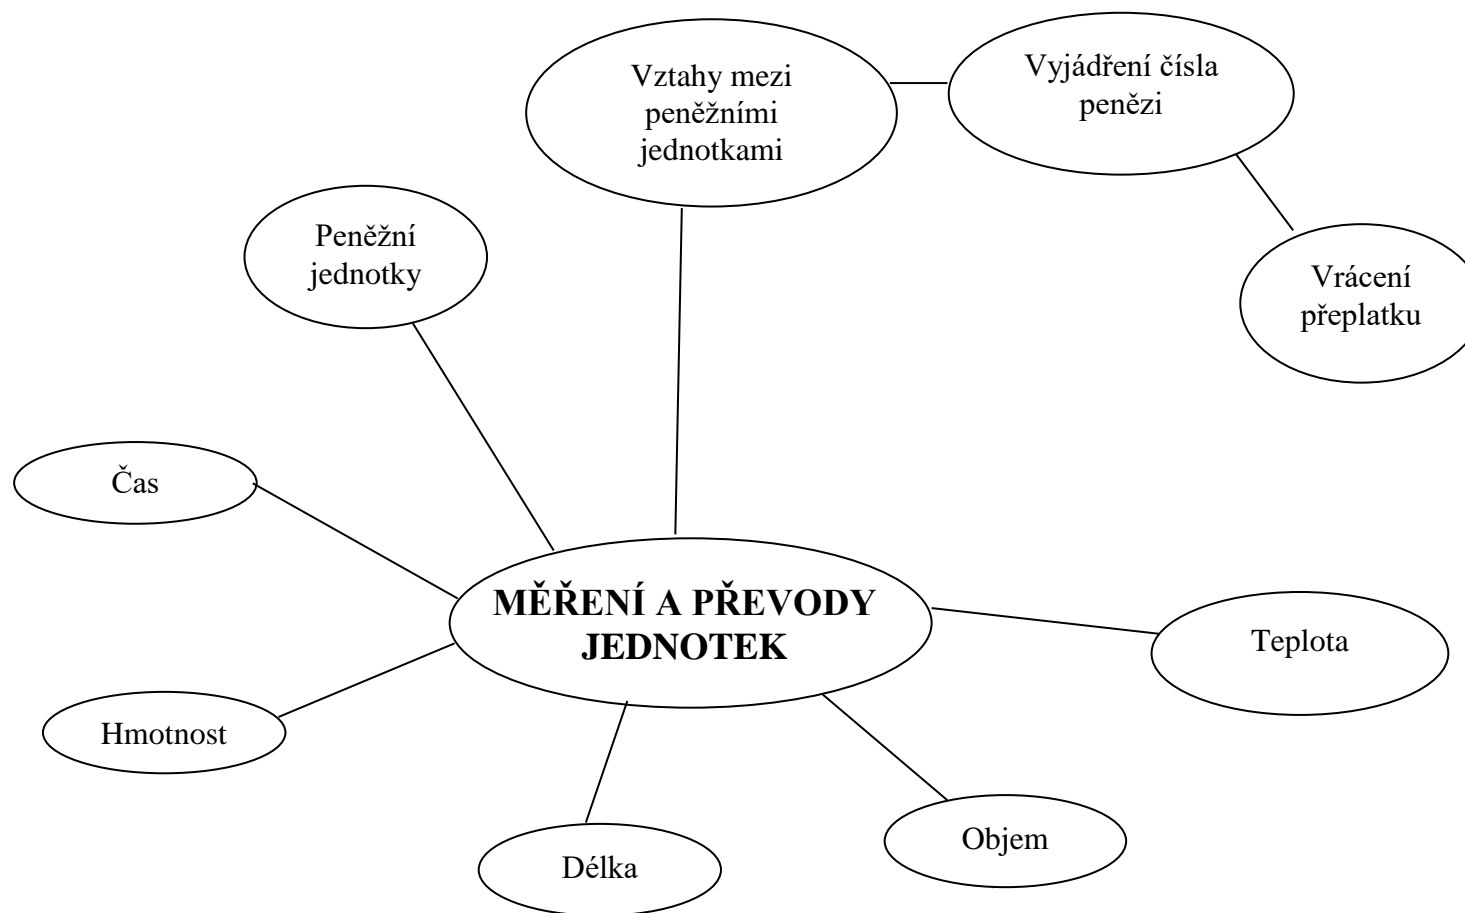 Vztahy mezi
peněžními
jednotkami
Vyjádření čísla
penězi
Peněžní
jednotky
Vrácení
přeplatku
Čas
MĚŘENÍ A PŘEVODY
JEDNOTEK
Teplota
Hmotnost
Objem
Délka